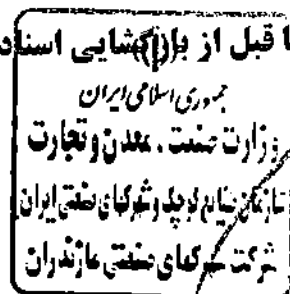 ا قبل از بازگشایی اسناد
جمهوری اسلامی ایران
وزارت صنعت، معدن و تجارت
سازمان صنایع کوچک و شهرکهای صنعتی ایران
شرکت شهرکهای صنعتی مازندران